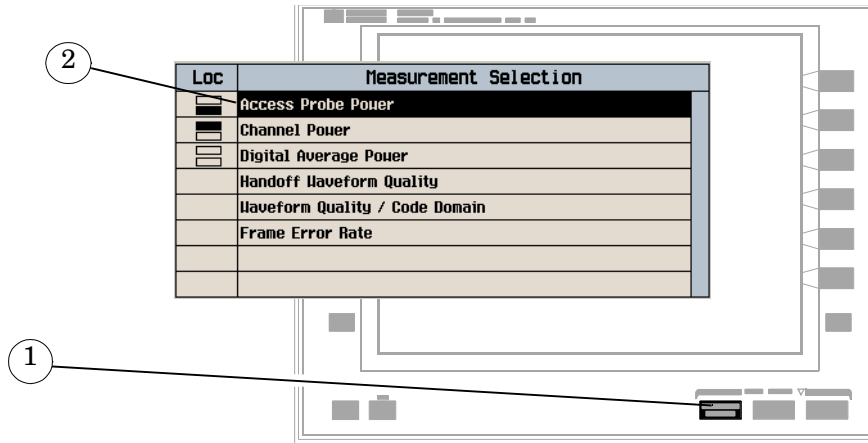 2
Loc Measurement Selection
Access Probe Power
Channel Power
Digital Average Power
Handoff Waveform Quality
Waveform Quality / Code Domain
Frame Error Rate
1